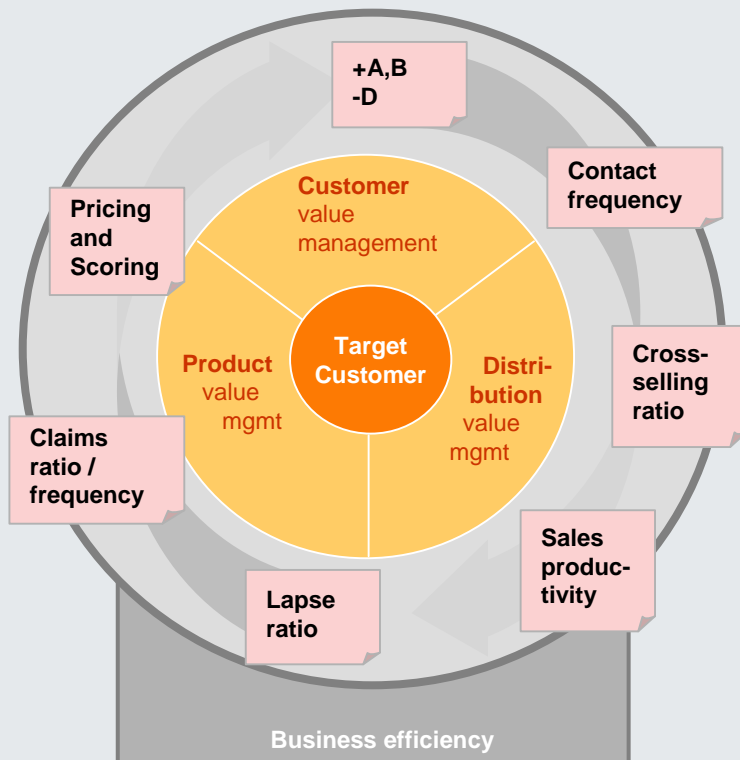 +A,B
-D
Contact
frequency
Customer
value
management
Pricing
and
Scoring
Target
Customer
Product
value
mgmt
Distri-
bution
value
mgmt
Cross-
selling
ratio
Claims
ratio /
frequency
Sales
produc-
tivity
Lapse
ratio
Business efficiency